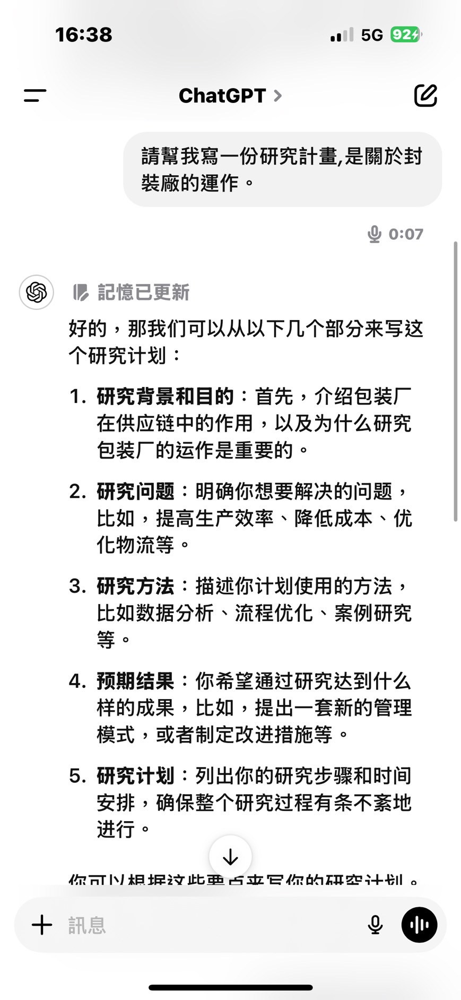 16:38
5G
92
ChatGPT
請幫我寫一份研究計畫,是關於封
裝廠的運作。
0:07
記憶已更新
好的，那我们可以从以下几个部分来写这
个研究计划：
1. 研究背景和目的：首先，介绍包装厂
在供应链中的作用，以及为什么研究
包装厂的运作是重要的。
2. 研究问题：明确你想要解决的问题，
比如，提高生产效率、降低成本、优
化物流等。
3. 研究方法：描述你计划使用的方法，
比如数据分析、流程优化、案例研究
等。
4. 预期结果：你希望通过研究达到什么
样的成果，比如，提出一套新的管理
模式，或者制定改进措施等。
5. 研究计划：列出你的研究步骤和时间
安排，确保整个研究过程有条不紊地
进行。
你可以根据这些要点来写你的研究计划。
訊息